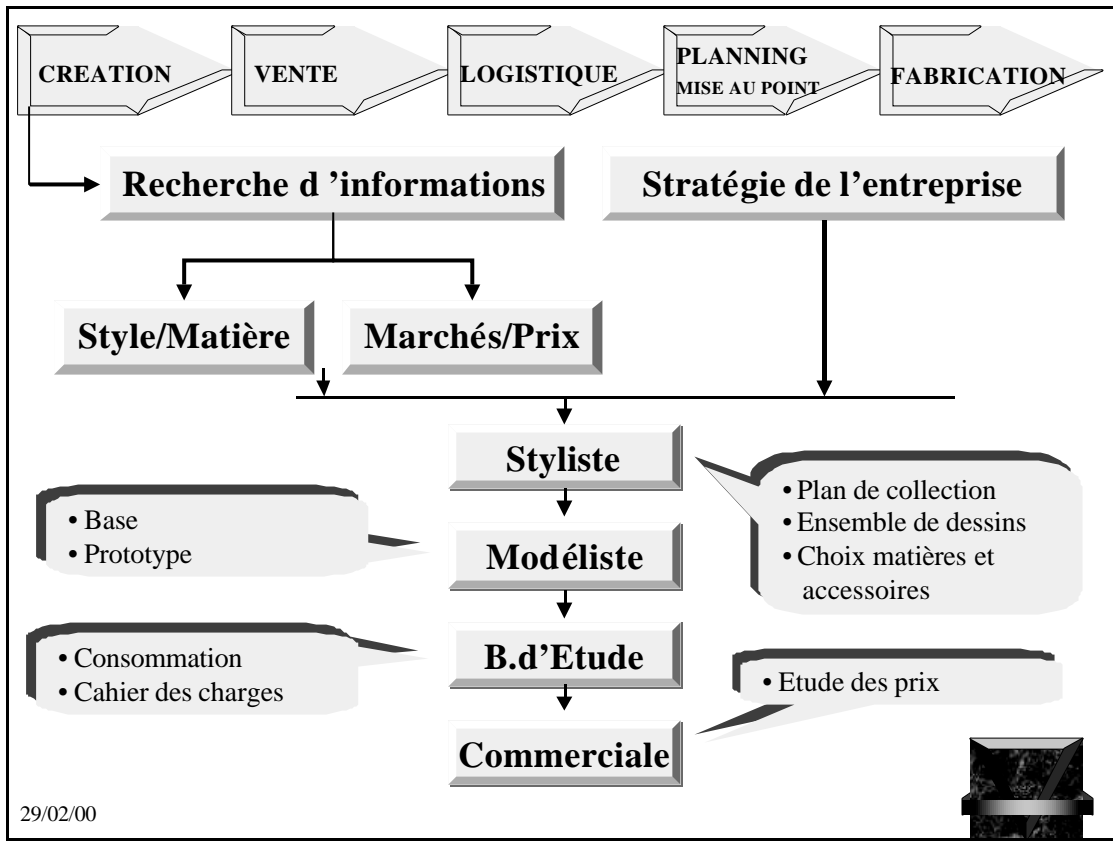 CREATION
VENTE
LOGISTIQUE
PLANNING
MISE AU POINT
FABRICATION
Recherche d ’informations
Stratégie de l’entreprise
Style/Matière
Marchés/Prix
Styliste
• Plan de collection
• Ensemble de dessins
• Choix matières et
accessoires
• Base
• Prototype
Modéliste
• Consommation
• Cahier des charges
B.d’Etude
• Etude des prix
Commerciale
29/02/00